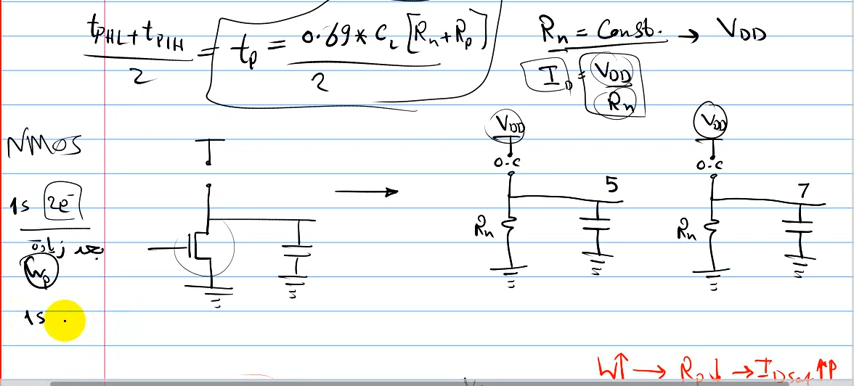 tPHL + tPlH / 2 = tp = 0.69 * CL [Rn + Rp] / 2
Rn = Const. → VDD
ID = VDD / Rn
NMOS
VDD
VDD
o.c
o.c
5
7
1s 2e-
Rn
Rn
بعد زيادة
Wp
1s .
W↑ → Rp↓ → IDsat ↑ P